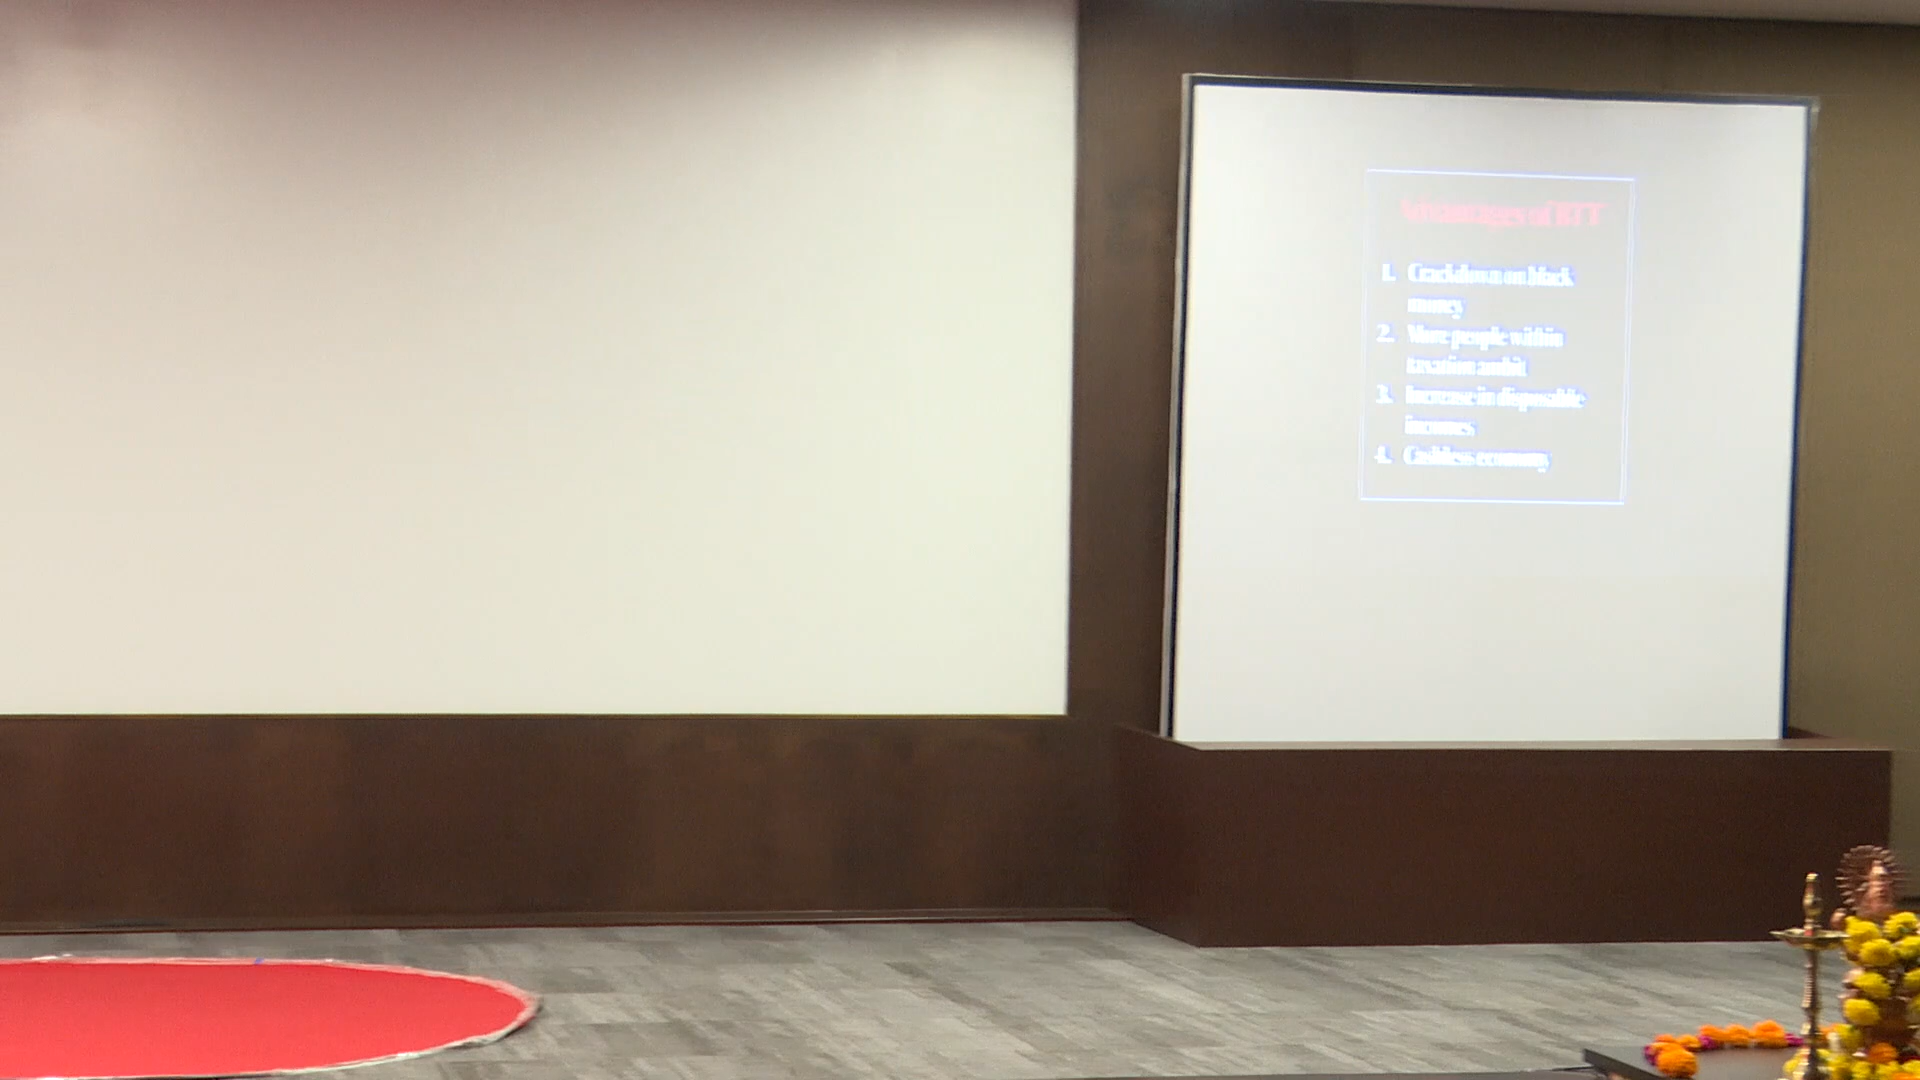 Advantages of BTT
1. Crackdown on black
money
2. More people within
taxation ambit
3. Increase in disposable
incomes
4. Cashless economy